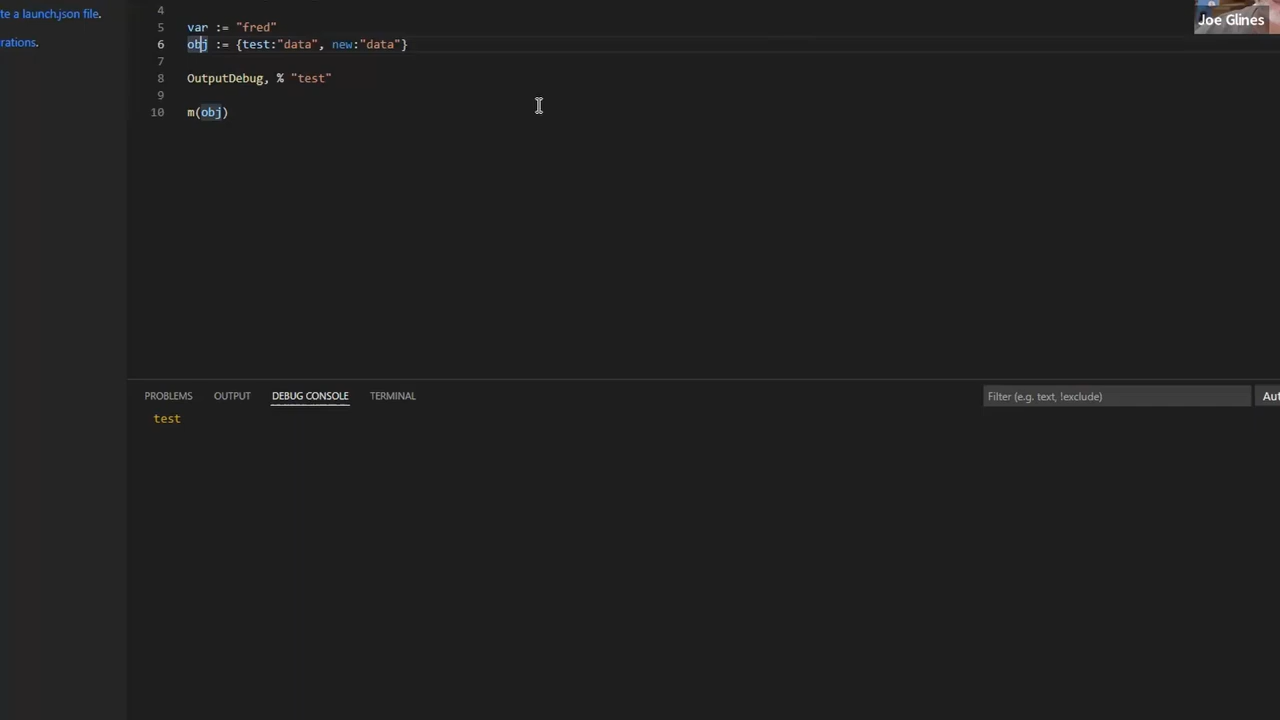 te a launch.json file.
rations.
Joe Glines
4
5 var := "fred"
6 obj := {test:"data", new:"data"}
7
8 OutputDebug, % "test"
9
10 m(obj)
PROBLEMS OUTPUT DEBUG CONSOLE TERMINAL
Filter (e.g. text, !exclude)
Aut
test